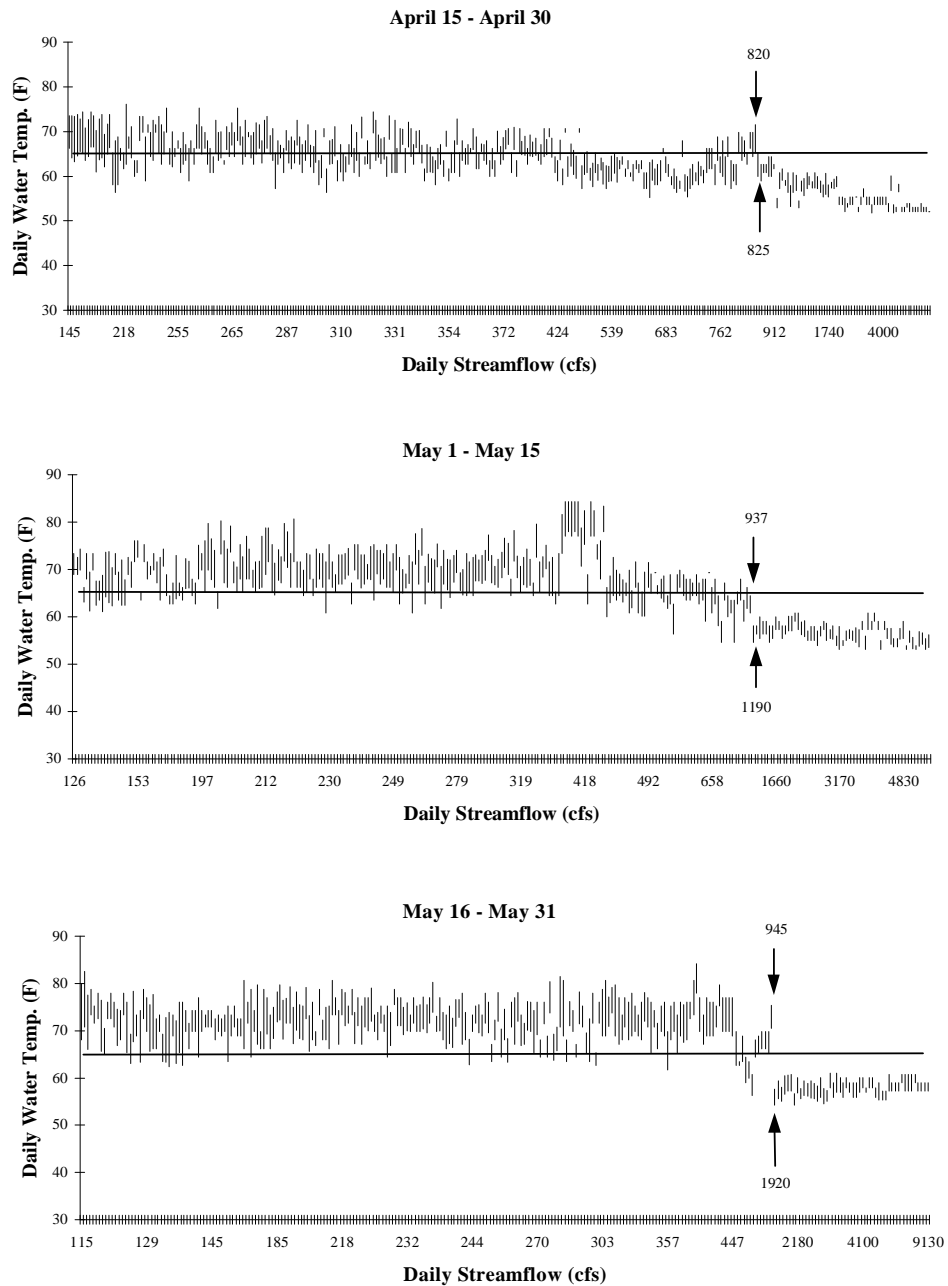 April 15 - April 30
820
90
80
70
60
50
40
30
Daily Water Temp. (F)
825
145 218 255 265 287 310 331 354 372 424 539 683 762 912 1740 4000
Daily Streamflow (cfs)
May 1 - May 15
937
90
80
70
60
50
40
30
Daily Water Temp. (F)
1190
126 153 197 212 230 249 279 319 418 492 658 1660 3170 4830
Daily Streamflow (cfs)
May 16 - May 31
945
90
80
70
60
50
40
30
Daily Water Temp. (F)
1920
115 129 145 185 218 232 244 270 303 357 447 2180 4100 9130
Daily Streamflow (cfs)